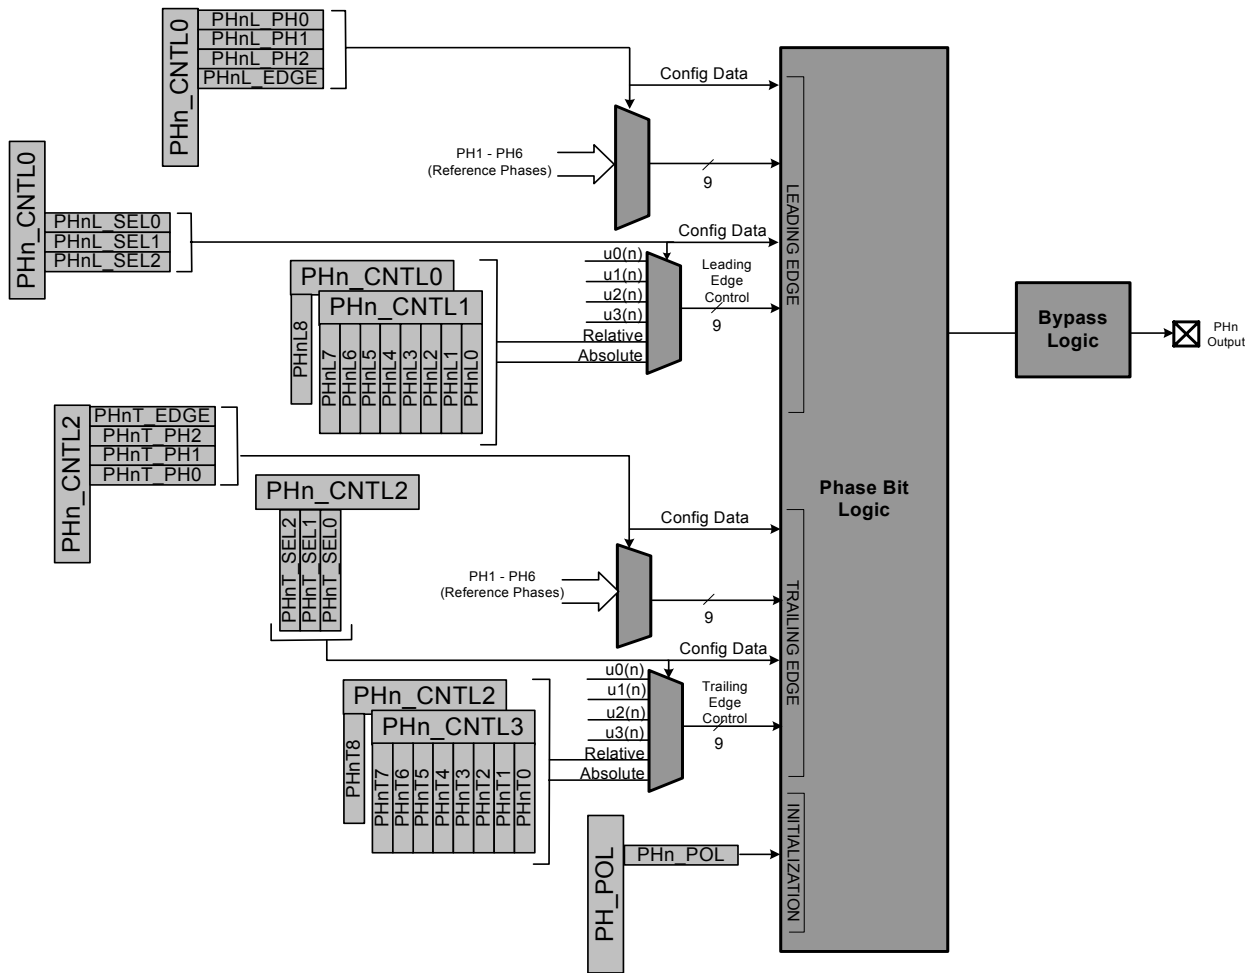 PHn_CNTL0
PHnL_PH0
PHnL_PH1
PHnL_PH2
PHnL_EDGE
Config Data
PH1 - PH6
(Reference Phases)
9
PHn_CNTL0
PHnL_SEL0
PHnL_SEL1
PHnL_SEL2
Config Data
u0(n)
u1(n)
u2(n)
u3(n)
Relative
Absolute
Leading
Edge
Control
9
PHn_CNTL0
PHnL8
PHn_CNTL1
PHnL7
PHnL6
PHnL5
PHnL4
PHnL3
PHnL2
PHnL1
PHnL0
LEADING EDGE
Phase Bit
Logic
Bypass
Logic
PHn
Output
PHn_CNTL2
PHnT_EDGE
PHnT_PH2
PHnT_PH1
PHnT_PH0
PHn_CNTL2
PHnT_SEL2
PHnT_SEL1
PHnT_SEL0
Config Data
PH1 - PH6
(Reference Phases)
9
Config Data
u0(n)
u1(n)
u2(n)
u3(n)
Relative
Absolute
Trailing
Edge
Control
9
PHn_CNTL2
PHnT8
PHn_CNTL3
PHnT7
PHnT6
PHnT5
PHnT4
PHnT3
PHnT2
PHnT1
PHnT0
TRAILING EDGE
PH_POL
PHn_POL
INITIALIZATION